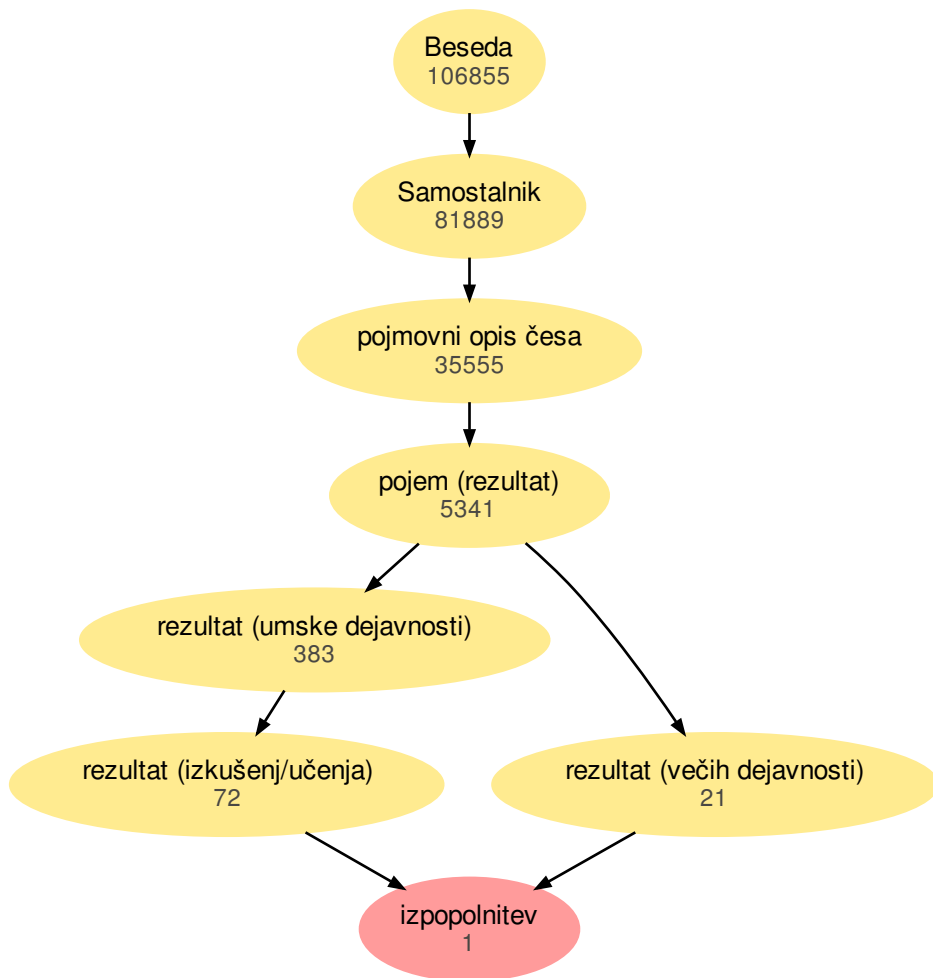 Beseda
106855
Samostalnik
81889
pojmovni opis česa
35555
pojem (rezultat)
5341
rezultat (umske dejavnosti)
383
rezultat (izkušenj/učenja)
72
rezultat (večih dejavnosti)
21
izpopolnitev
1